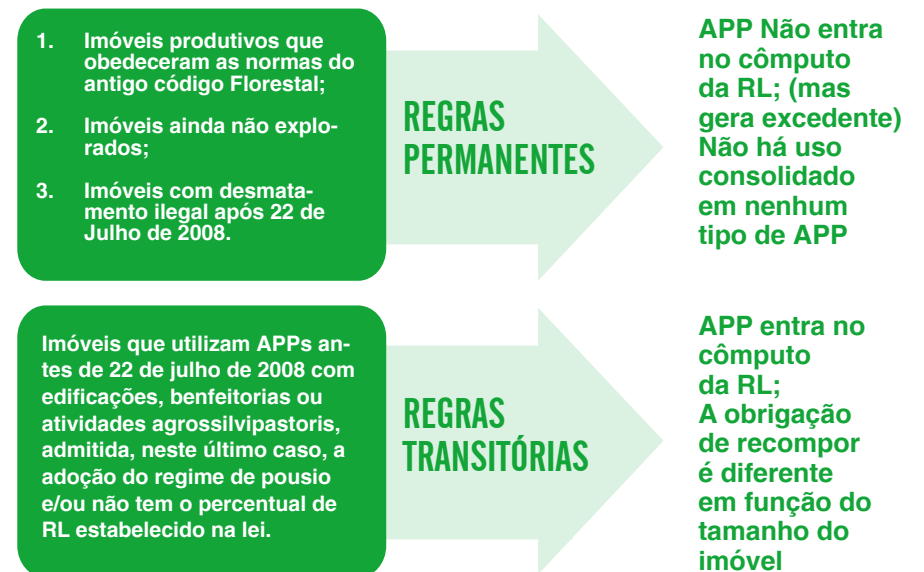 1. Imóveis produtivos que
obedeceram as normas do
antigo código Florestal;
2. Imóveis ainda não explo-
rados;
3. Imóveis com desmata-
mento ilegal após 22 de
Julho de 2008.
REGRAS
PERMANENTES
APP Não entra
no cômputo
da RL; (mas
gera excedente)
Não há uso
consolidado
em nenhum
tipo de APP
Imóveis que utilizam APPs an-
tes de 22 de julho de 2008 com
edificações, benfeitorias ou
atividades agrossilvipastoris,
admitida, neste último caso, a
adoção do regime de pousio
e/ou não tem o percentual de
RL estabelecido na lei.
REGRAS
TRANSITÓRIAS
APP entra no
cômputo
da RL;
A obrigação
de recompor
é diferente
em função do
tamanho do
imóvel